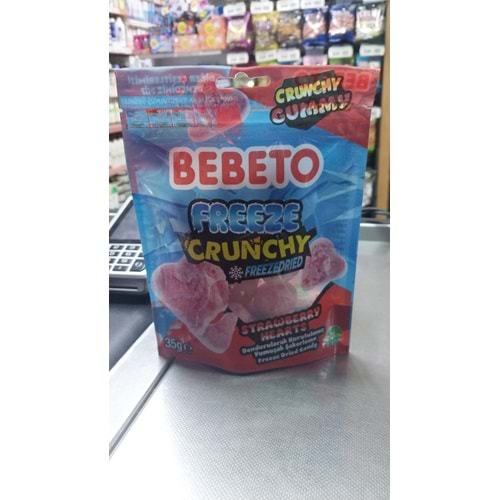 CRUNCHY
GUMMY
BEBETO
FREEZE
CRUNCHY
FREEZEDRIED
STRAWBERRY
HEARTS
Dondurularak Kurutulmuş
Yumuşak Şekerleme
Freeze Dried Candy
35g